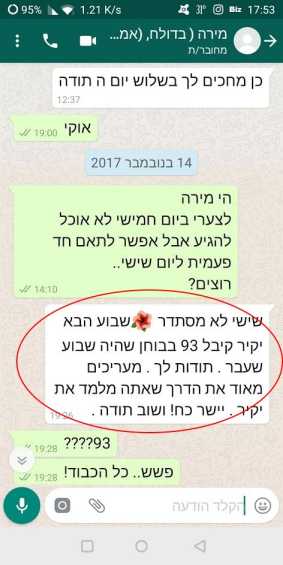 95% 1.21 K/s 31° Biz 17:53
מירה ( בדולח, (אמ...
מחובר/ת
כן מחכים לך בשלוש יום ה תודה
12:37
אוקי 19:00
14 בנובמבר 2017
הי מירה
לצערי ביום חמישי לא אוכל
להגיע אבל אפשר לתאם חד
פעמית ליום שישי..
רוצים?
14:10
שישי לא מסתדר 🌺שבוע הבא
יקיר קיבל 93 בבוחן שהיה שבוע
שעבר . תודות לך . מעריכים
מאוד את הדרך שאתה מלמד את
יקיר . יישר כח! ושוב תודה .
19:26
93???? 19:28
פששש.. כל הכבוד! 19:28
הקלד הודעה